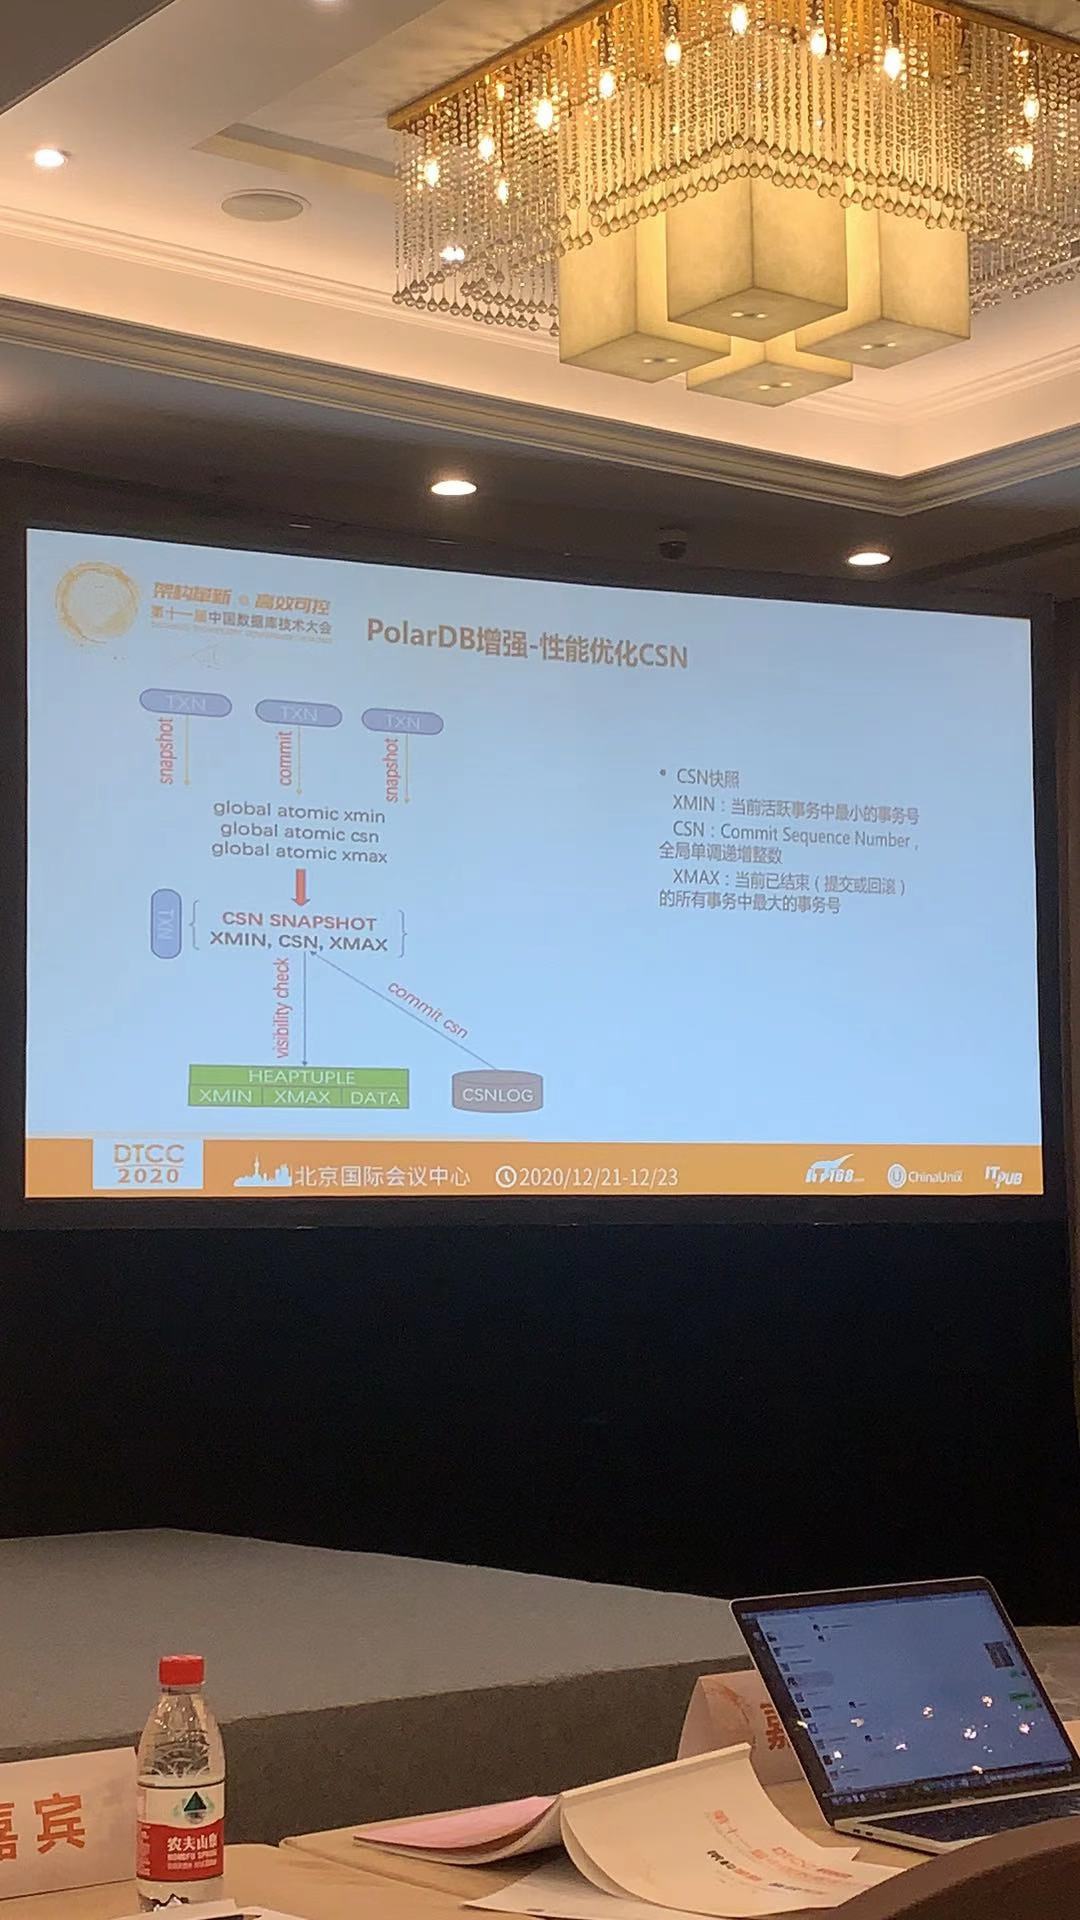 架构革新 高效可控
第十一届中国数据库技术大会
PolarDB增强-性能优化CSN
TXN
TXN
TXN
snapshot
commit
snapshot
global atomic xmin
global atomic csn
global atomic xmax
TXN
CSN SNAPSHOT
XMIN, CSN, XMAX
visibility check
commit csn
HEAPTUPLE
XMIN XMAX DATA
CSNLOG
• CSN快照
XMIN：当前活跃事务中最小的事务号
CSN：Commit Sequence Number，
全局单调递增整数
XMAX：当前已结束（提交或回滚）
的所有事务中最大的事务号
DTCC
2020
北京国际会议中心
2020/12/21-12/23
IT168
ChinaUnix
ITPUB
嘉宾
农夫山泉
NONGFU SPRING